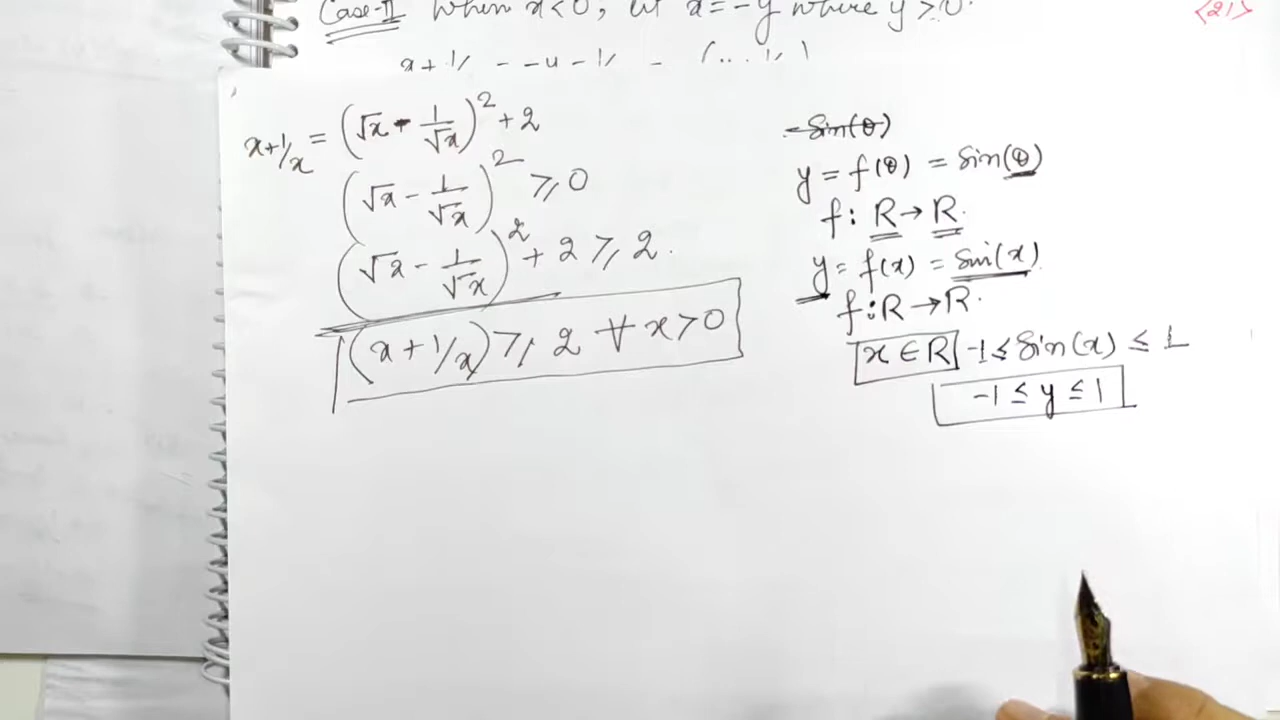 Case-II When x<0, let x=-y where y>0.
<21>
x+1/x = (√x - 1/√x)² + 2
(√x - 1/√x)² ≥ 0
(√x - 1/√x)² + 2 ≥ 2.
(x + 1/x) ≥ 2 ∀ x>0
Sin(θ)
y = f(θ) = Sin(θ)
f: R→R.
y = f(x) = Sin(x).
f: R→R.
x ∈ R -1 ≤ Sin(x) ≤ 1
-1 ≤ y ≤ 1